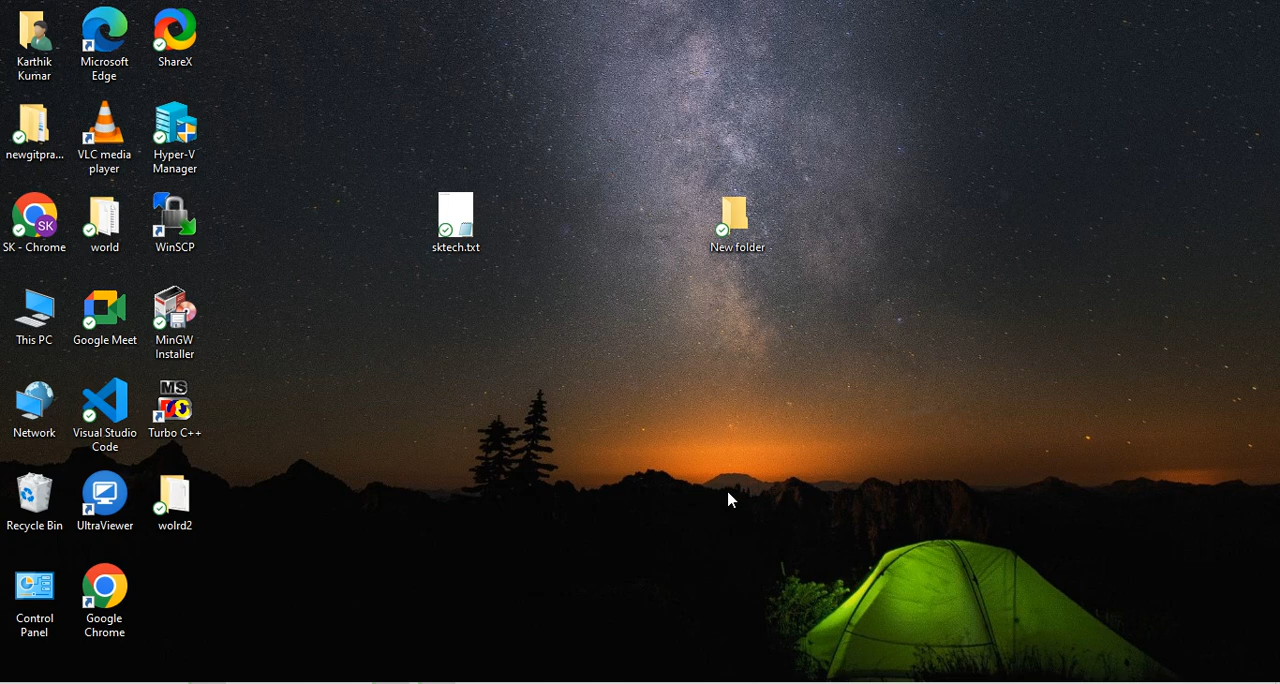 Karthik
Kumar
Microsoft
Edge
ShareX
newgitpra...
VLC media
player
Hyper-V
Manager
SK
SK - Chrome
world
WinSCP
sktech.txt
New folder
This PC
Google Meet
MinGW
Installer
MS
Network
Visual Studio
Code
Turbo C++
Recycle Bin
UltraViewer
wolrd2
Control
Panel
Google
Chrome